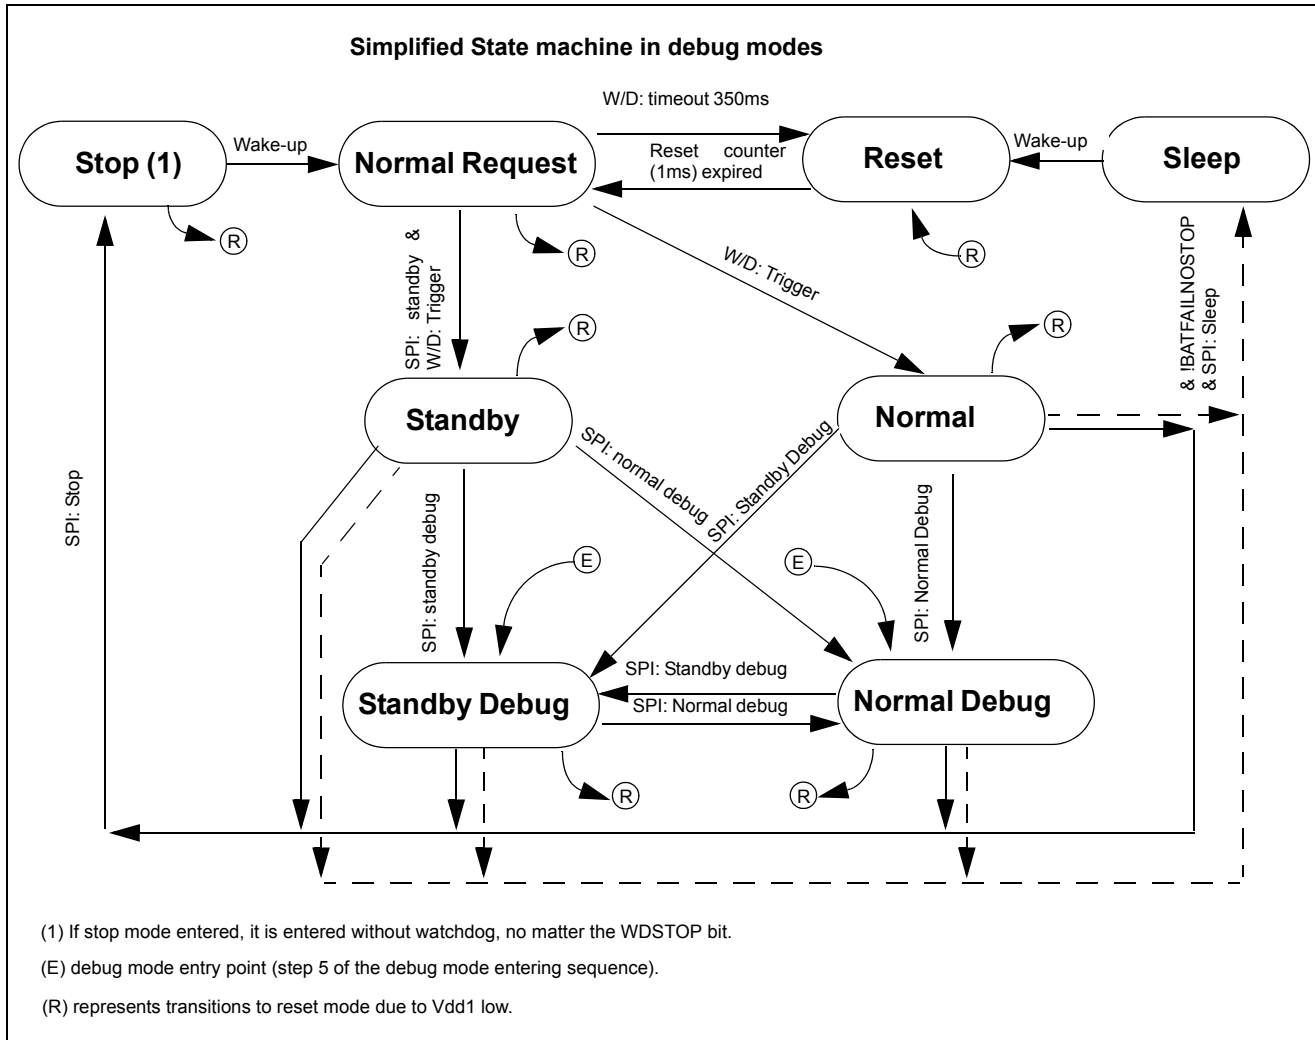 Simplified State machine in debug modes
W/D: timeout 350ms
Stop (1)
Wake-up
Normal Request
Reset counter
(1ms) expired
Reset
Wake-up
Sleep
R
R
R
SPI: standby &
W/D: Trigger
W/D: Trigger
& !BATFAILNOSTOP
& SPI: Sleep
R
R
Standby
Normal
SPI: Stop
SPI: normal debug
SPI: Standby Debug
SPI: standby debug
E
E
SPI: Normal Debug
SPI: Standby debug
Standby Debug
SPI: Normal debug
Normal Debug
R
R
(1) If stop mode entered, it is entered without watchdog, no matter the WDSTOP bit.
(E) debug mode entry point (step 5 of the debug mode entering sequence).
(R) represents transitions to reset mode due to Vdd1 low.